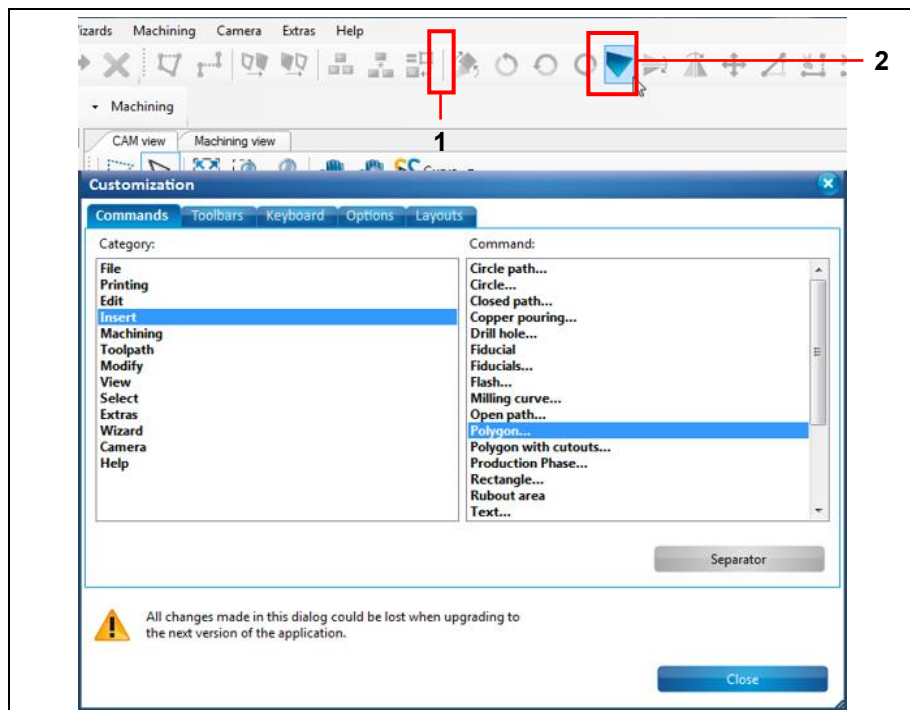 Machining Camera Extras Help
2
Machining
1
CAM view Machining view
Customization
Commands Toolbars Keyboard Options Layouts
Category: Command:
File Circle path...
Printing Circle...
Edit Closed path...
Insert Copper pouring...
Machining Drill hole...
Toolpath Fiducial
Modify Fiducials...
View Flash...
Select Milling curve...
Extras Open path...
Wizard Polygon...
Camera Polygon with cutouts...
Help Production Phase...
Rectangle...
Rubout area
Text...
Separator
All changes made in this dialog could be lost when upgrading to
the next version of the application.
Close